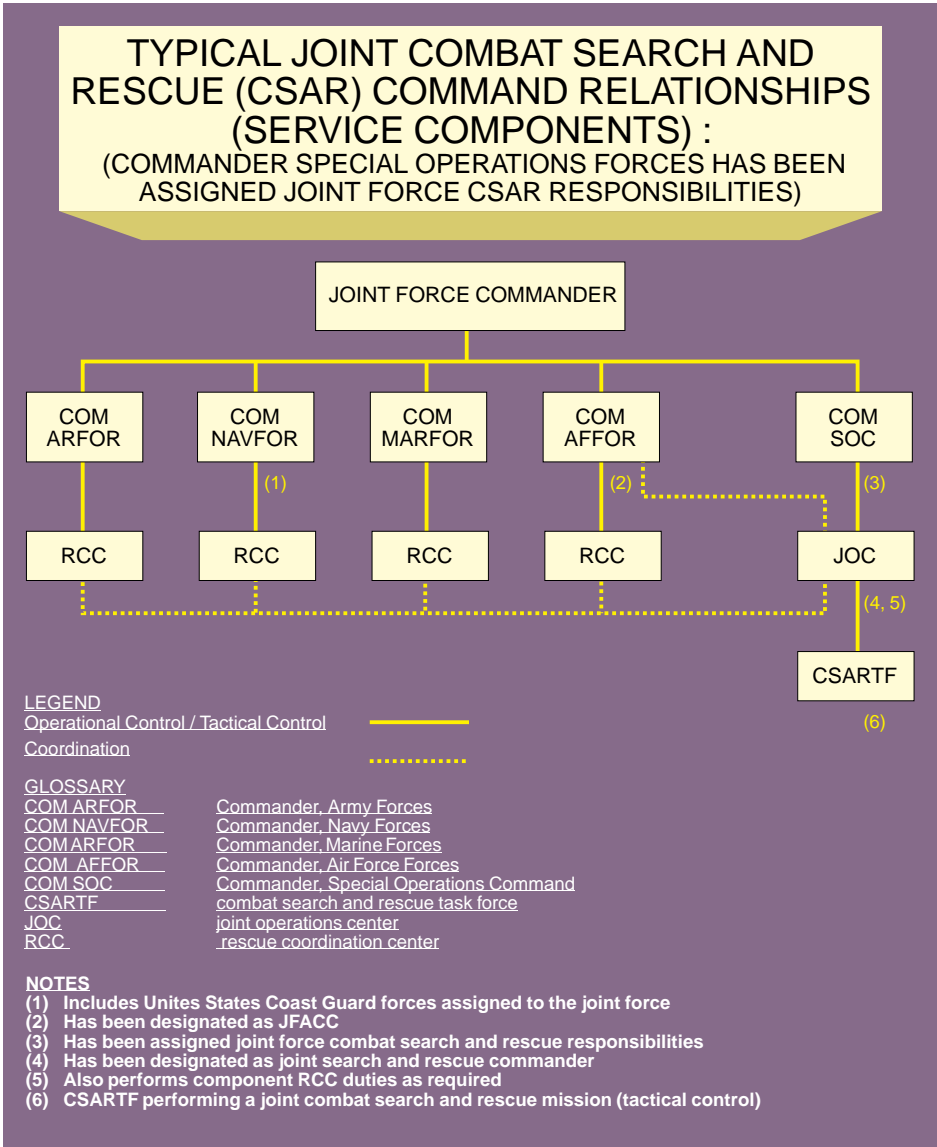 TYPICAL JOINT COMBAT SEARCH AND
RESCUE (CSAR) COMMAND RELATIONSHIPS
(SERVICE COMPONENTS) :
(COMMANDER SPECIAL OPERATIONS FORCES HAS BEEN
ASSIGNED JOINT FORCE CSAR RESPONSIBILITIES)
JOINT FORCE COMMANDER
COM
ARFOR
COM
NAVFOR
COM
MARFOR
COM
AFFOR
COM
SOC
(1)
(2)
(3)
RCC
RCC
RCC
RCC
JOC
(4, 5)
CSARTF
(6)
LEGEND
Operational Control / Tactical Control
Coordination
GLOSSARY
COM ARFOR Commander, Army Forces
COM NAVFOR Commander, Navy Forces
COM ARFOR Commander, Marine Forces
COM AFFOR Commander, Air Force Forces
COM SOC Commander, Special Operations Command
CSARTF combat search and rescue task force
JOC joint operations center
RCC rescue coordination center
NOTES
(1) Includes Unites States Coast Guard forces assigned to the joint force
(2) Has been designated as JFACC
(3) Has been assigned joint force combat search and rescue responsibilities
(4) Has been designated as joint search and rescue commander
(5) Also performs component RCC duties as required
(6) CSARTF performing a joint combat search and rescue mission (tactical control)